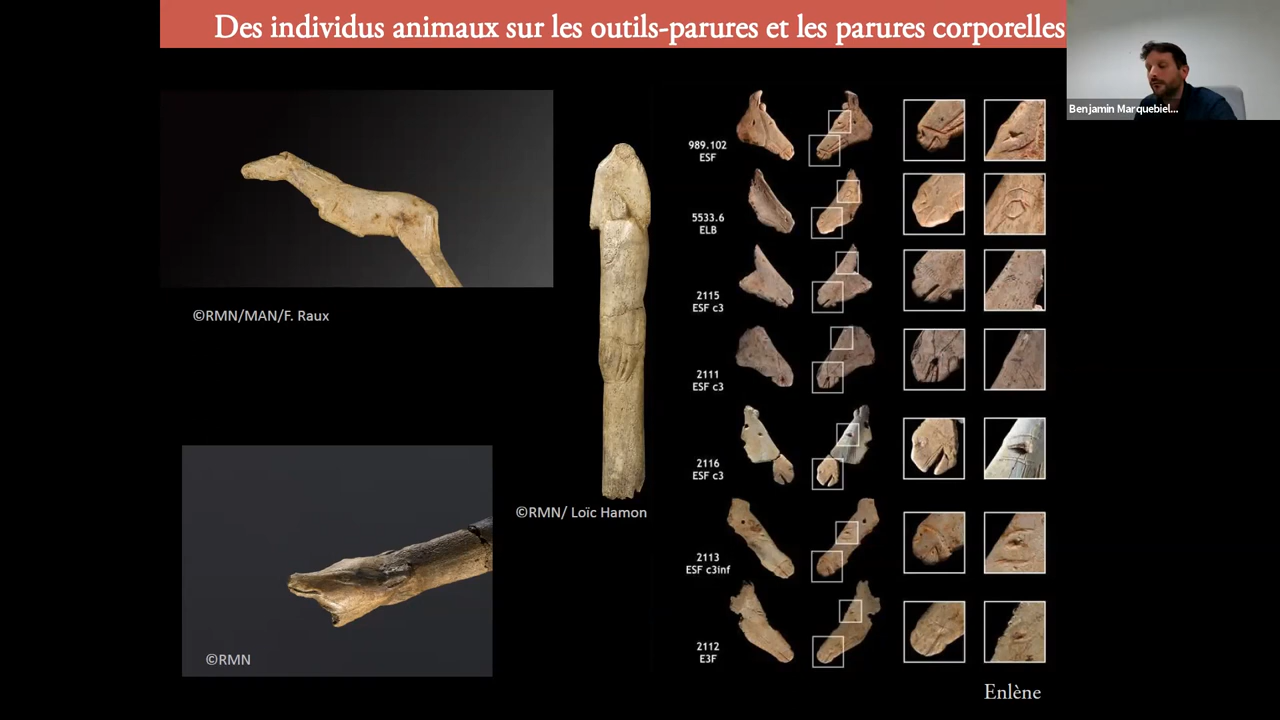 Des individus animaux sur les outils-parures et les parures corporelles
Benjamin Marquebiel...
©RMN/MAN/F. Raux
©RMN/ Loïc Hamon
©RMN
989.102
ESF
5533.6
ELB
2115
ESF c3
2111
ESF c3
2116
ESF c3
2113
ESF c3inf
2112
E3F
Enlène